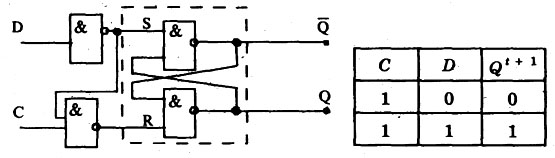 D & S & Q̅
C & R & Q
C D Q^{t + 1}
1 0 0
1 1 1